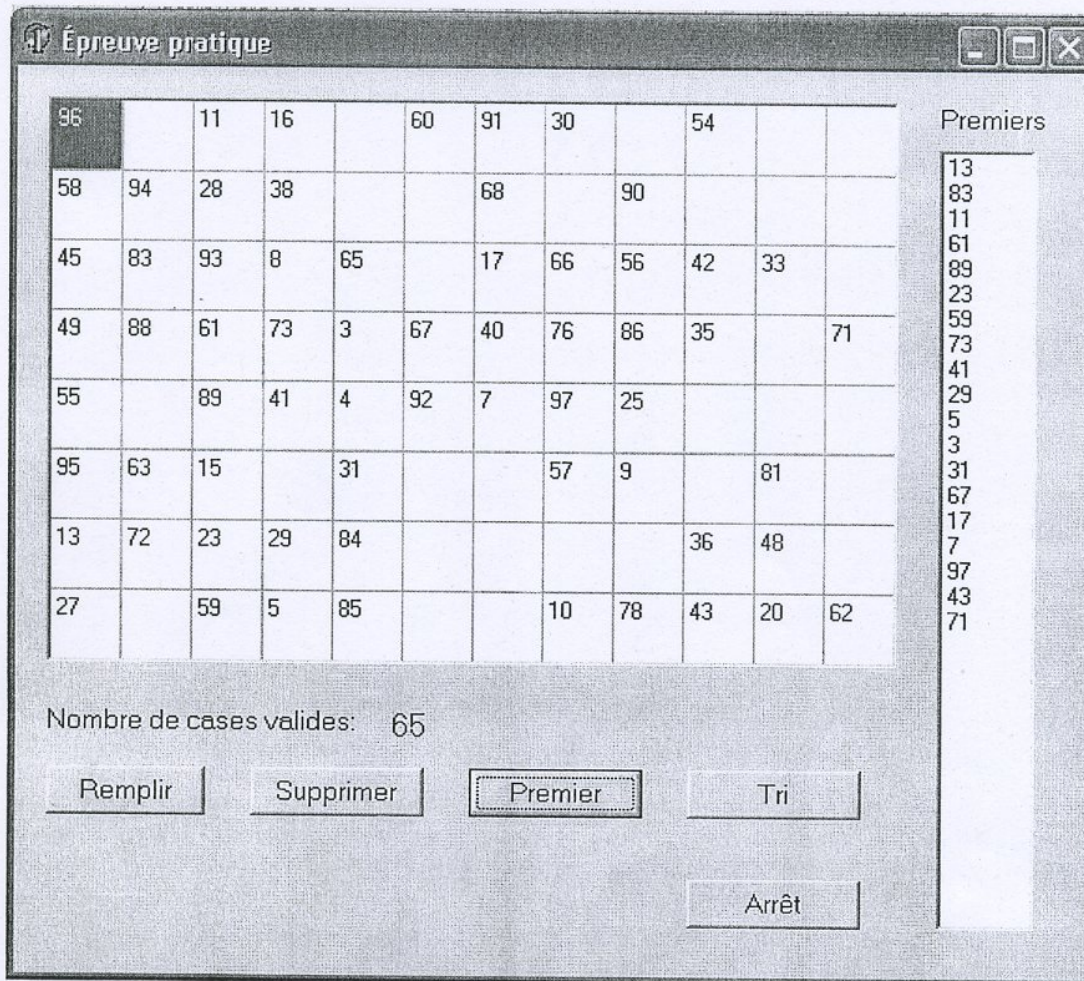 Épreuve pratique
96 11 16 60 91 30 54
58 94 28 38 68 90
45 83 93 8 65 17 66 56 42 33
49 88 61 73 3 67 40 76 86 35 71
55 89 41 4 92 7 97 25
95 63 15 31 57 9 81
13 72 23 29 84 36 48
27 59 5 85 10 78 43 20 62
Premiers
13
83
11
61
89
23
59
73
41
29
5
3
31
67
17
7
97
43
71
Nombre de cases valides: 65
Remplir Supprimer Premier Tri
Arrêt